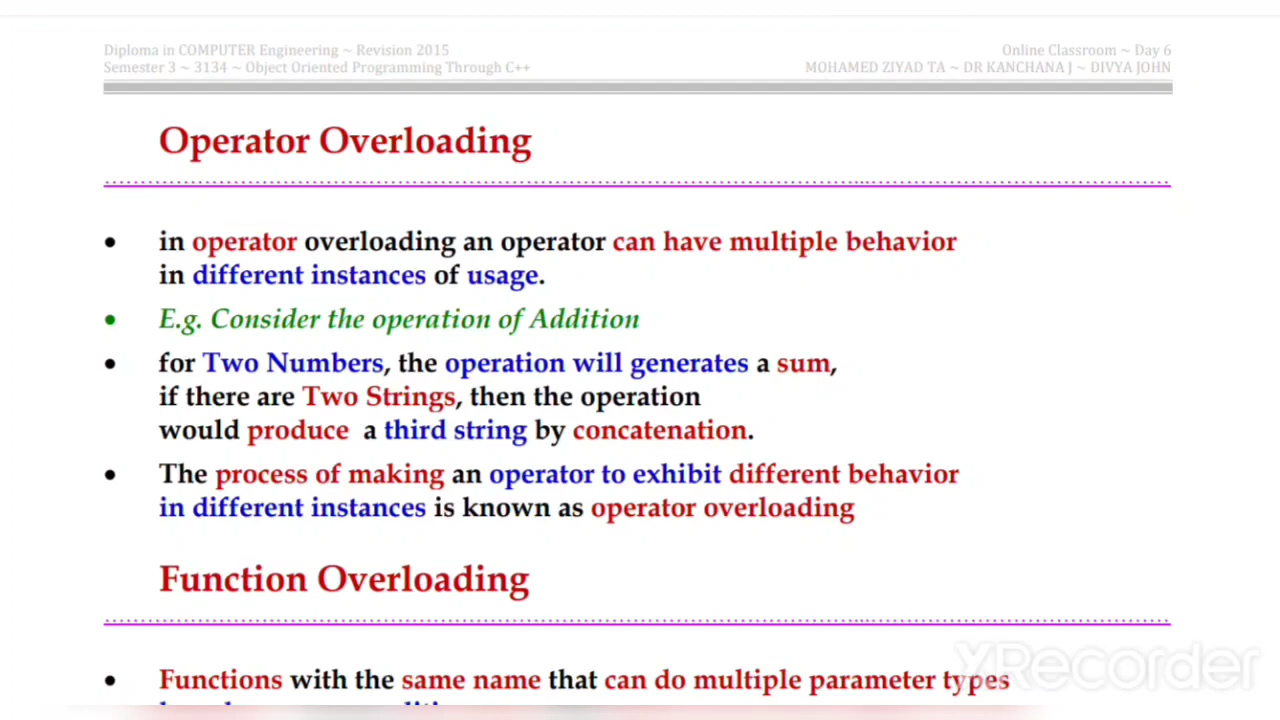 Diploma in COMPUTER Engineering ~ Revision 2015
Online Classroom ~ Day 6
Semester 3 ~ 3134 ~ Object Oriented Programming Through C++
MOHAMED ZIYAD TA ~ DR KANCHANA J ~ DIVYA JOHN
Operator Overloading
• in operator overloading an operator can have multiple behavior
in different instances of usage.
• E.g. Consider the operation of Addition
• for Two Numbers, the operation will generates a sum,
if there are Two Strings, then the operation
would produce a third string by concatenation.
• The process of making an operator to exhibit different behavior
in different instances is known as operator overloading
Function Overloading
• Functions with the same name that can do multiple parameter types
XRecorder